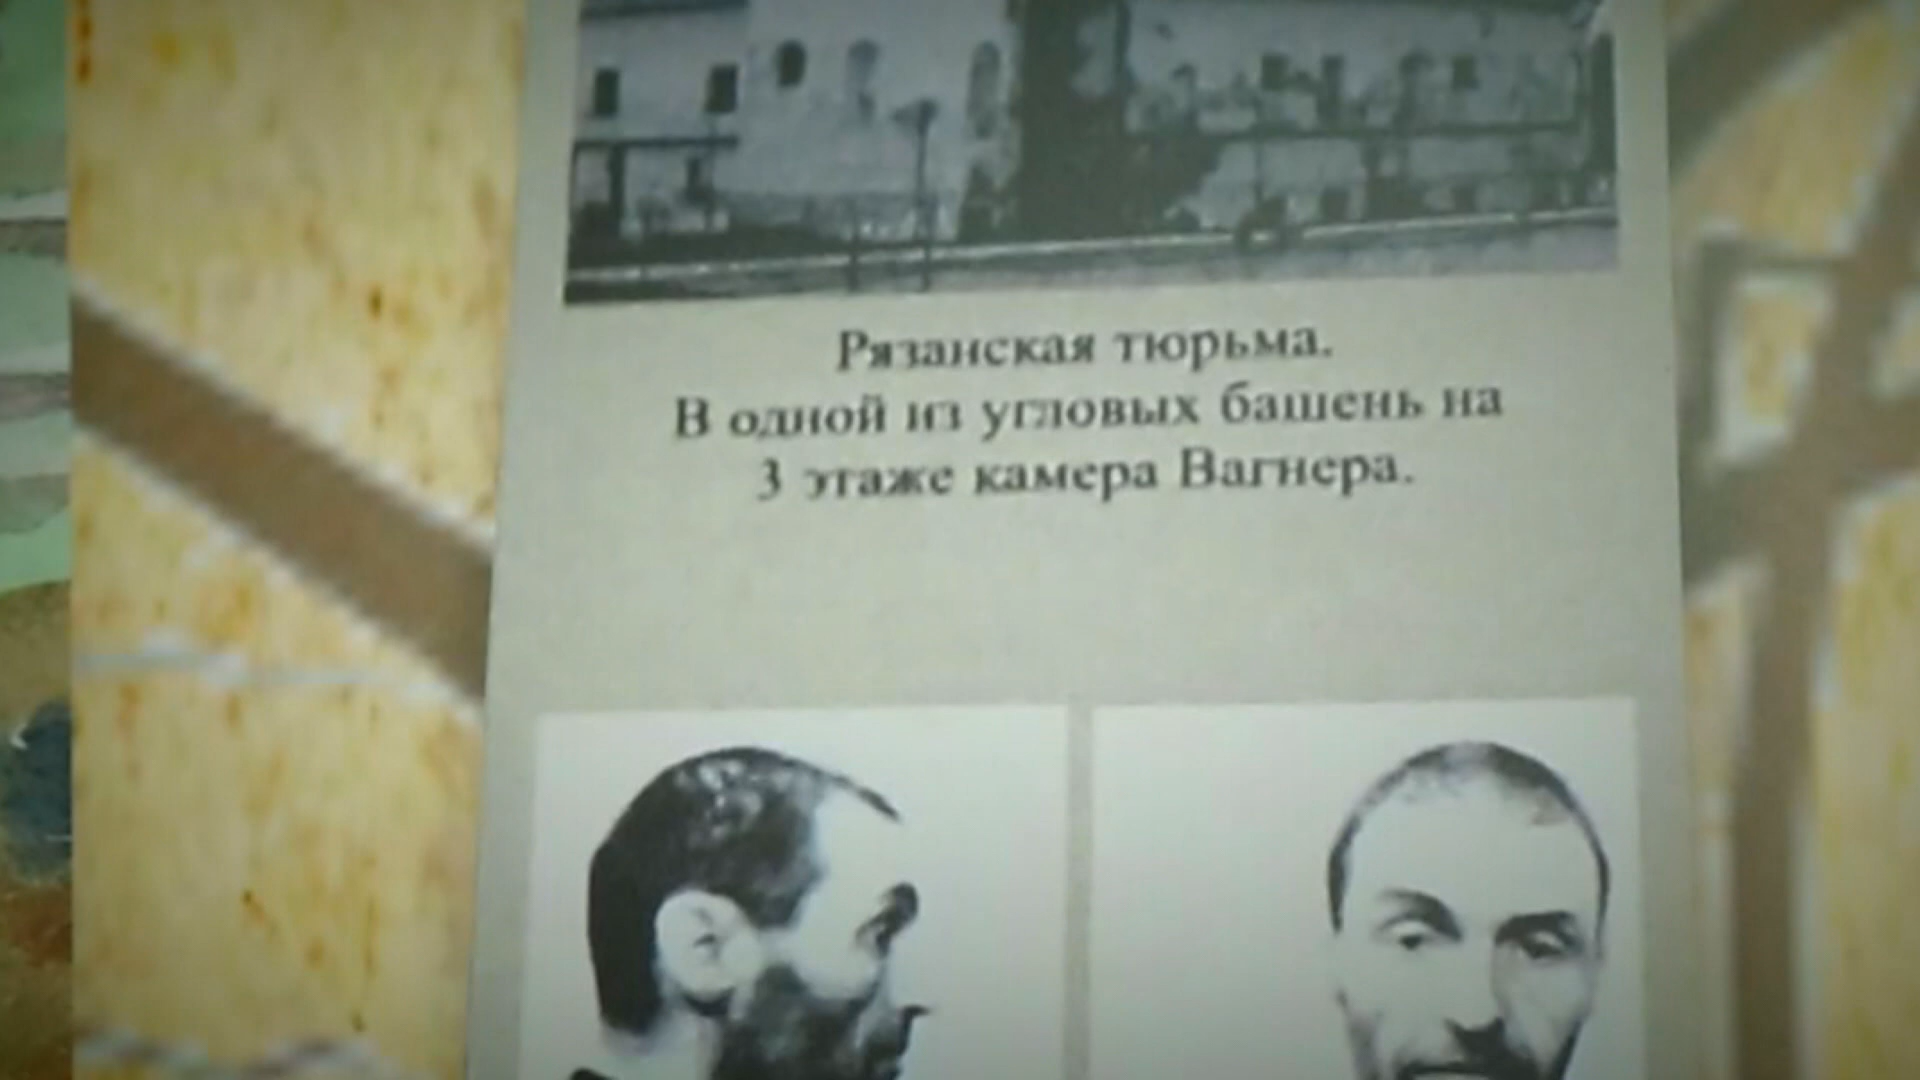 Рязанская тюрьма.
В одной из угловых башень на
3 этаже камера Вагнера.